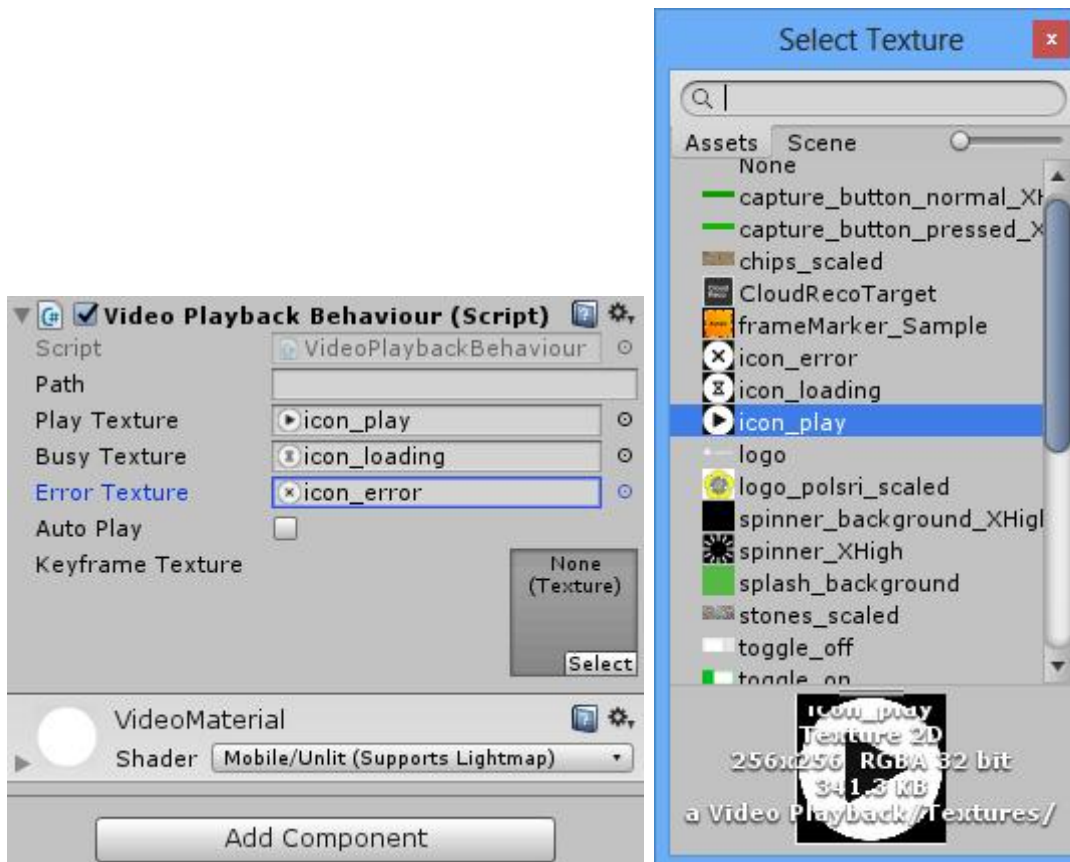 Video Playback Behaviour (Script)
Script VideoPlaybackBehaviour
Path
Play Texture icon_play
Busy Texture icon_loading
Error Texture icon_error
Auto Play
Keyframe Texture None
(Texture)
Select
VideoMaterial
Shader Mobile/Unlit (Supports Lightmap)
Add Component
Select Texture
x
Assets Scene
None
capture_button_normal_XH
capture_button_pressed_X
chips_scaled
CloudRecoTarget
frameMarker_Sample
icon_error
icon_loading
icon_play
logo
logo_polsri_scaled
spinner_background_XHigl
spinner_XHigh
splash_background
stones_scaled
toggle_off
toggle_on
icon_play
Texture 2D
256x256 RGBA 32 bit
341.3 KB
a Video Playback//Textures/